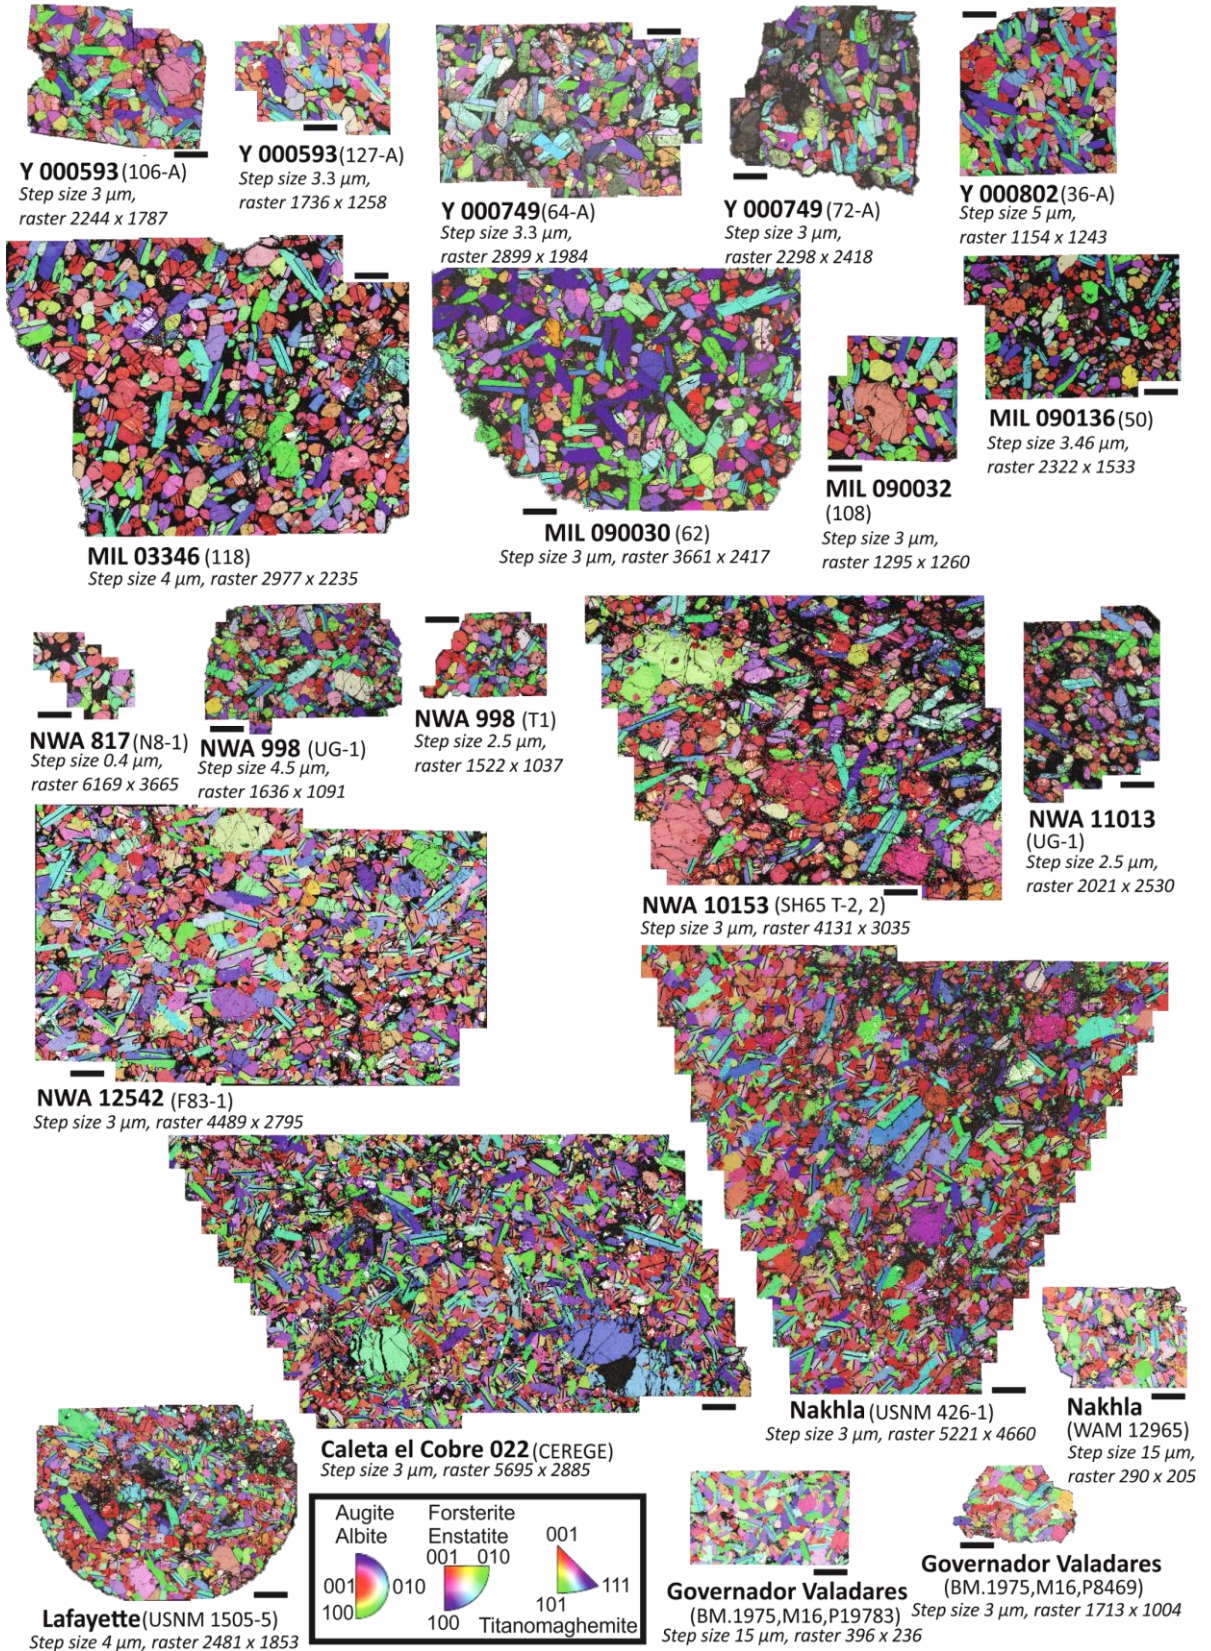 Y 000593 (106-A)
Step size 3 µm,
raster 2244 x 1787
Y 000593 (127-A)
Step size 3.3 µm,
raster 1736 x 1258
Y 000749 (64-A)
Step size 3.3 µm,
raster 2899 x 1984
Y 000749 (72-A)
Step size 3 µm,
raster 2298 x 2418
Y 000802 (36-A)
Step size 5 µm,
raster 1154 x 1243
MIL 03346 (118)
Step size 4 µm, raster 2977 x 2235
MIL 090030 (62)
Step size 3 µm, raster 3661 x 2417
MIL 090032
(108)
Step size 3 µm,
raster 1295 x 1260
MIL 090136 (50)
Step size 3.46 µm,
raster 2322 x 1533
NWA 817 (N8-1)
Step size 0.4 µm,
raster 6169 x 3665
NWA 998 (UG-1)
Step size 4.5 µm,
raster 1636 x 1091
NWA 998 (T1)
Step size 2.5 µm,
raster 1522 x 1037
NWA 10153 (SH65 T-2, 2)
Step size 3 µm, raster 4131 x 3035
NWA 11013
(UG-1)
Step size 2.5 µm,
raster 2021 x 2530
NWA 12542 (F83-1)
Step size 3 µm, raster 4489 x 2795
Caleta el Cobre 022 (CEREGE)
Step size 3 µm, raster 5695 x 2885
Nakhla (USNM 426-1)
Step size 3 µm, raster 5221 x 4660
Nakhla
(WAM 12965)
Step size 15 µm,
raster 290 x 205
Lafayette (USNM 1505-5)
Step size 4 µm, raster 2481 x 1853
Augite
Albite
001
010
100
Forsterite
Enstatite
001 010
100
001
111
101
Titanomaghemite
Governador Valadares
(BM.1975,M16,P19783)
Step size 15 µm, raster 396 x 236
Governador Valadares
(BM.1975,M16,P8469)
Step size 3 µm, raster 1713 x 1004